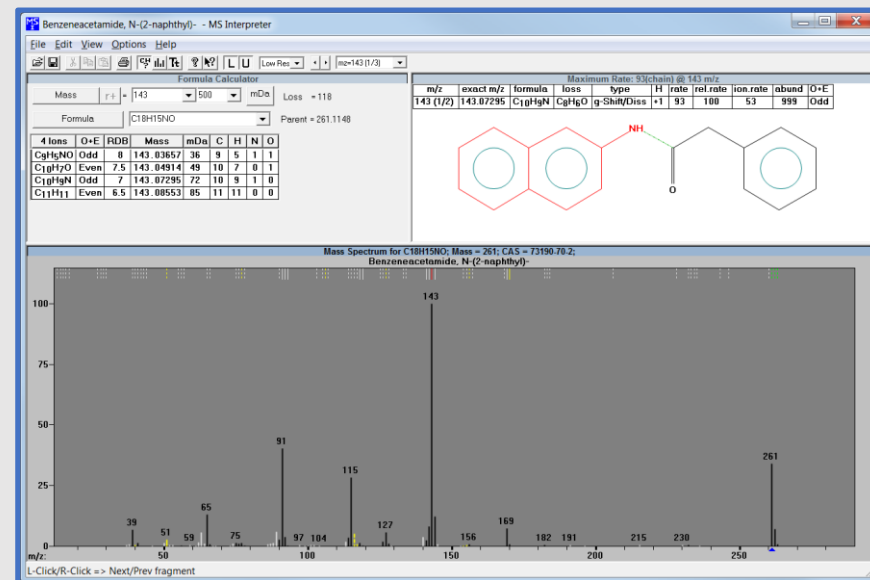 Benzeneacetamide, N-(2-naphthyl)- - MS Interpreter
File Edit View Options Help
L U Low Res m/z=143 (1/3)
Formula Calculator
Mass = 143 500 mDa Loss = 118
Formula C18H15NO Parent = 261.1148
4 Ions O+E RDB Mass mDa C H N O
C9H5NO Odd 8 143.03657 36 9 5 1 1
C10H7O Even 7.5 143.04914 49 10 7 0 1
C10H9N Odd 7 143.07295 72 10 9 1 0
C11H11 Even 6.5 143.08553 85 11 11 0 0
Maximum Rate: 93(chain) @ 143 m/z
m/z exact m/z formula loss type H rate rel.rate ion.rate abund O+E
143 (1/2) 143.07295 C10H9N C8H6O g-Shift/Diss +1 93 100 53 999 Odd
NH
O
Mass Spectrum for C18H15NO; Mass = 261; CAS = 73190-70-2;
Benzeneacetamide, N-(2-naphthyl)-
100
75
50
25
0
143
91
261
115
65
39
51
59
75
97
104
127
156
169
182
191
215
230
m/z: 50 100 150 200 250
L-Click/R-Click => Next/Prev fragment